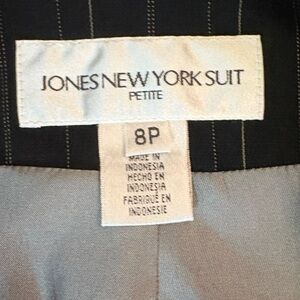 JONES NEW YORK SUIT
PETITE
8P
MADE IN
INDONESIA
HECHO EN
INDONESIA
FABRIQUÉ EN
INDONESIE